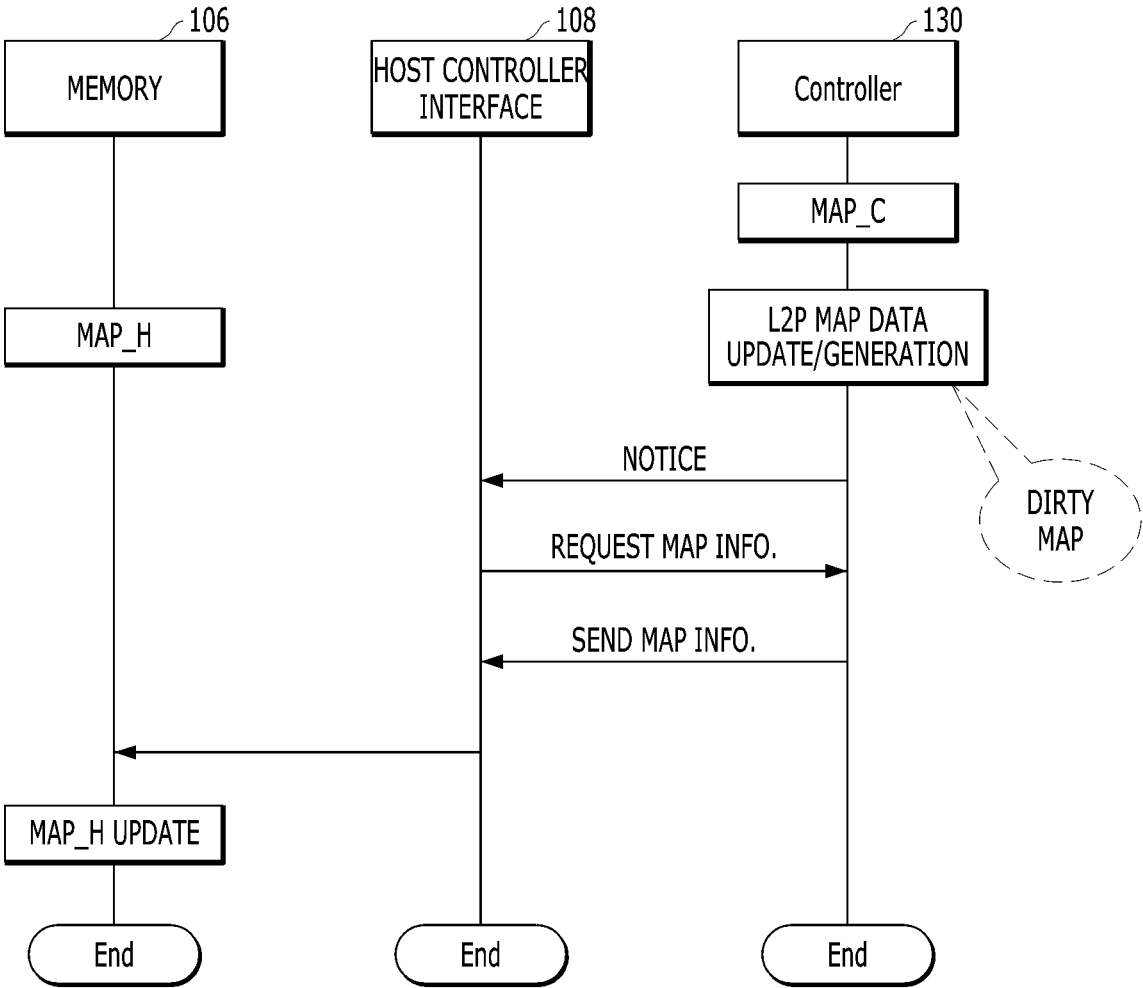 106
108
130
MEMORY
HOST CONTROLLER
INTERFACE
Controller
MAP_C
MAP_H
L2P MAP DATA
UPDATE/GENERATION
NOTICE
DIRTY
MAP
REQUEST MAP INFO.
SEND MAP INFO.
MAP_H UPDATE
End
End
End